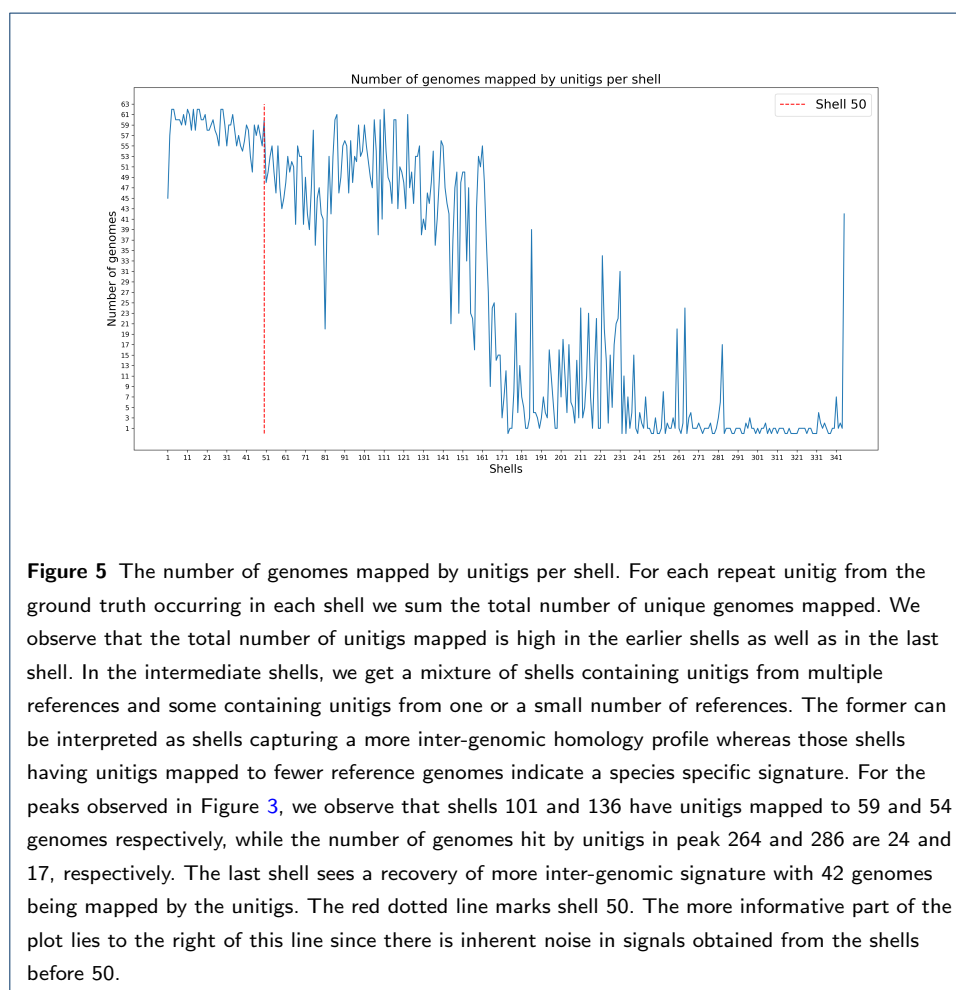 Number of genomes mapped by unitigs per shell
Shell 50
63
61
59
57
55
53
51
49
47
45
43
41
39
37
35
33
31
29
27
25
23
21
19
17
15
13
11
9
7
5
3
1
Number of genomes
1 11 21 31 41 51 61 71 81 91 101 111 121 131 141 151 161 171 181 191 201 211 221 231 241 251 261 271 281 291 301 311 321 331 341
Shells
Figure 5 The number of genomes mapped by unitigs per shell. For each repeat unitig from the
ground truth occurring in each shell we sum the total number of unique genomes mapped. We
observe that the total number of unitigs mapped is high in the earlier shells as well as in the last
shell. In the intermediate shells, we get a mixture of shells containing unitigs from multiple
references and some containing unitigs from one or a small number of references. The former can
be interpreted as shells capturing a more inter-genomic homology profile whereas those shells
having unitigs mapped to fewer reference genomes indicate a species specific signature. For the
peaks observed in Figure 3, we observe that shells 101 and 136 have unitigs mapped to 59 and 54
genomes respectively, while the number of genomes hit by unitigs in peak 264 and 286 are 24 and
17, respectively. The last shell sees a recovery of more inter-genomic signature with 42 genomes
being mapped by the unitigs. The red dotted line marks shell 50. The more informative part of the
plot lies to the right of this line since there is inherent noise in signals obtained from the shells
before 50.